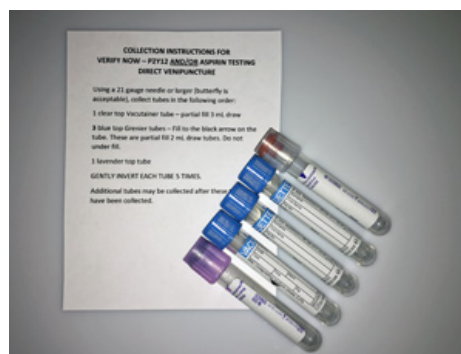 COLLECTION INSTRUCTIONS FOR
VERIFY NOW – P2Y12 AND/OR ASPIRIN TESTING
DIRECT VENIPUNCTURE
Using a 21 gauge needle or larger (butterfly is
acceptable), collect tubes in the following order:
1 clear top Vacutainer tube – partial fill 3 mL draw
3 blue top Grenier tubes – Fill to the black arrow on
the tube. These are partial fill 2 mL draw tubes. Do not
under fill.
1 lavender top tube
GENTLY INVERT EACH TUBE 5 TIMES.
Additional tubes may be collected after these
have been collected.